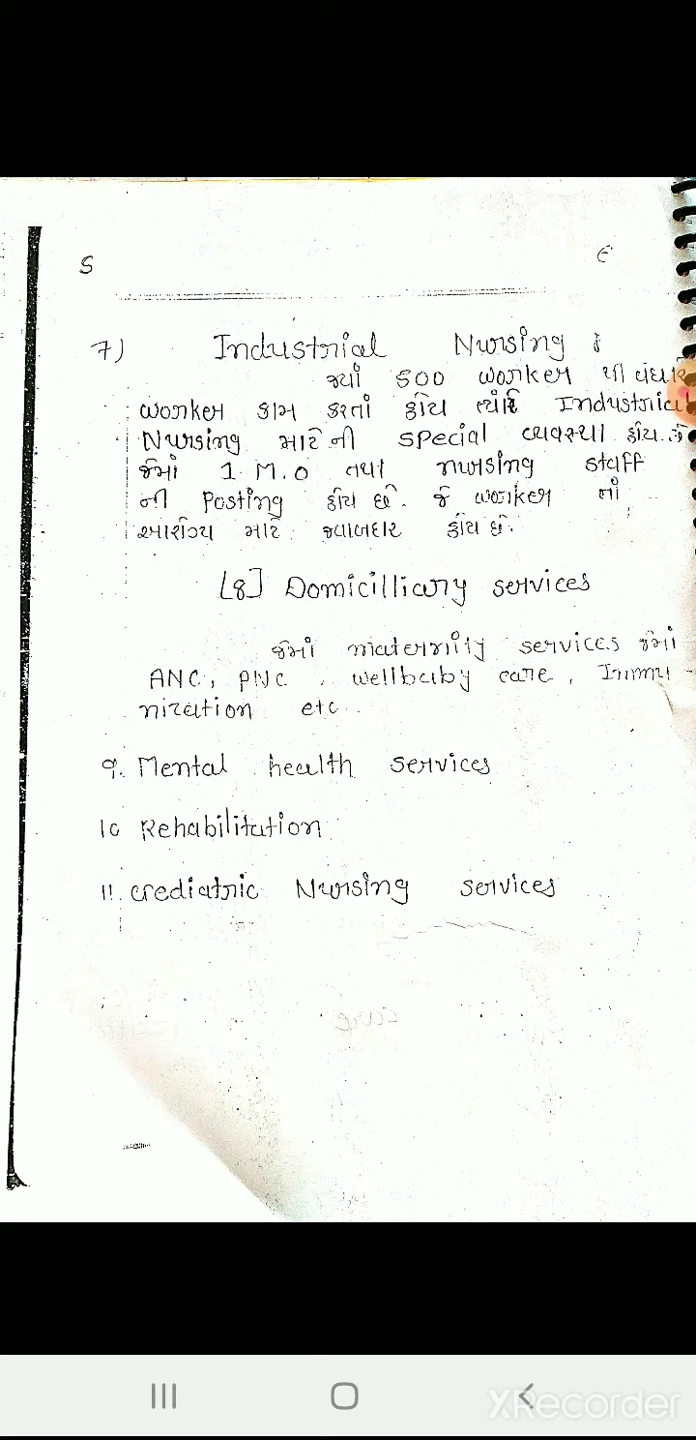 S
E
7) Industrial Nursing :
જ્યાં 500 worker થી વધારે
worker કામ કરતાં હોય ત્યારે Industrial
Nursing માટેની special વ્યવસ્થા હોય છે
જેમાં 1 M.O તથા nursing staff
ની Posting હોય છે. જે worker ના
આરોગ્ય માટે જવાબદાર હોય છે.
[8] Domicilliary services
જેમાં maternity services જેમાં
ANC, PNC, wellbaby care, Immu-
nization etc.
9. Mental health services
10 Rehabilitation
11. crediatric Nursing services
care
XRecorder